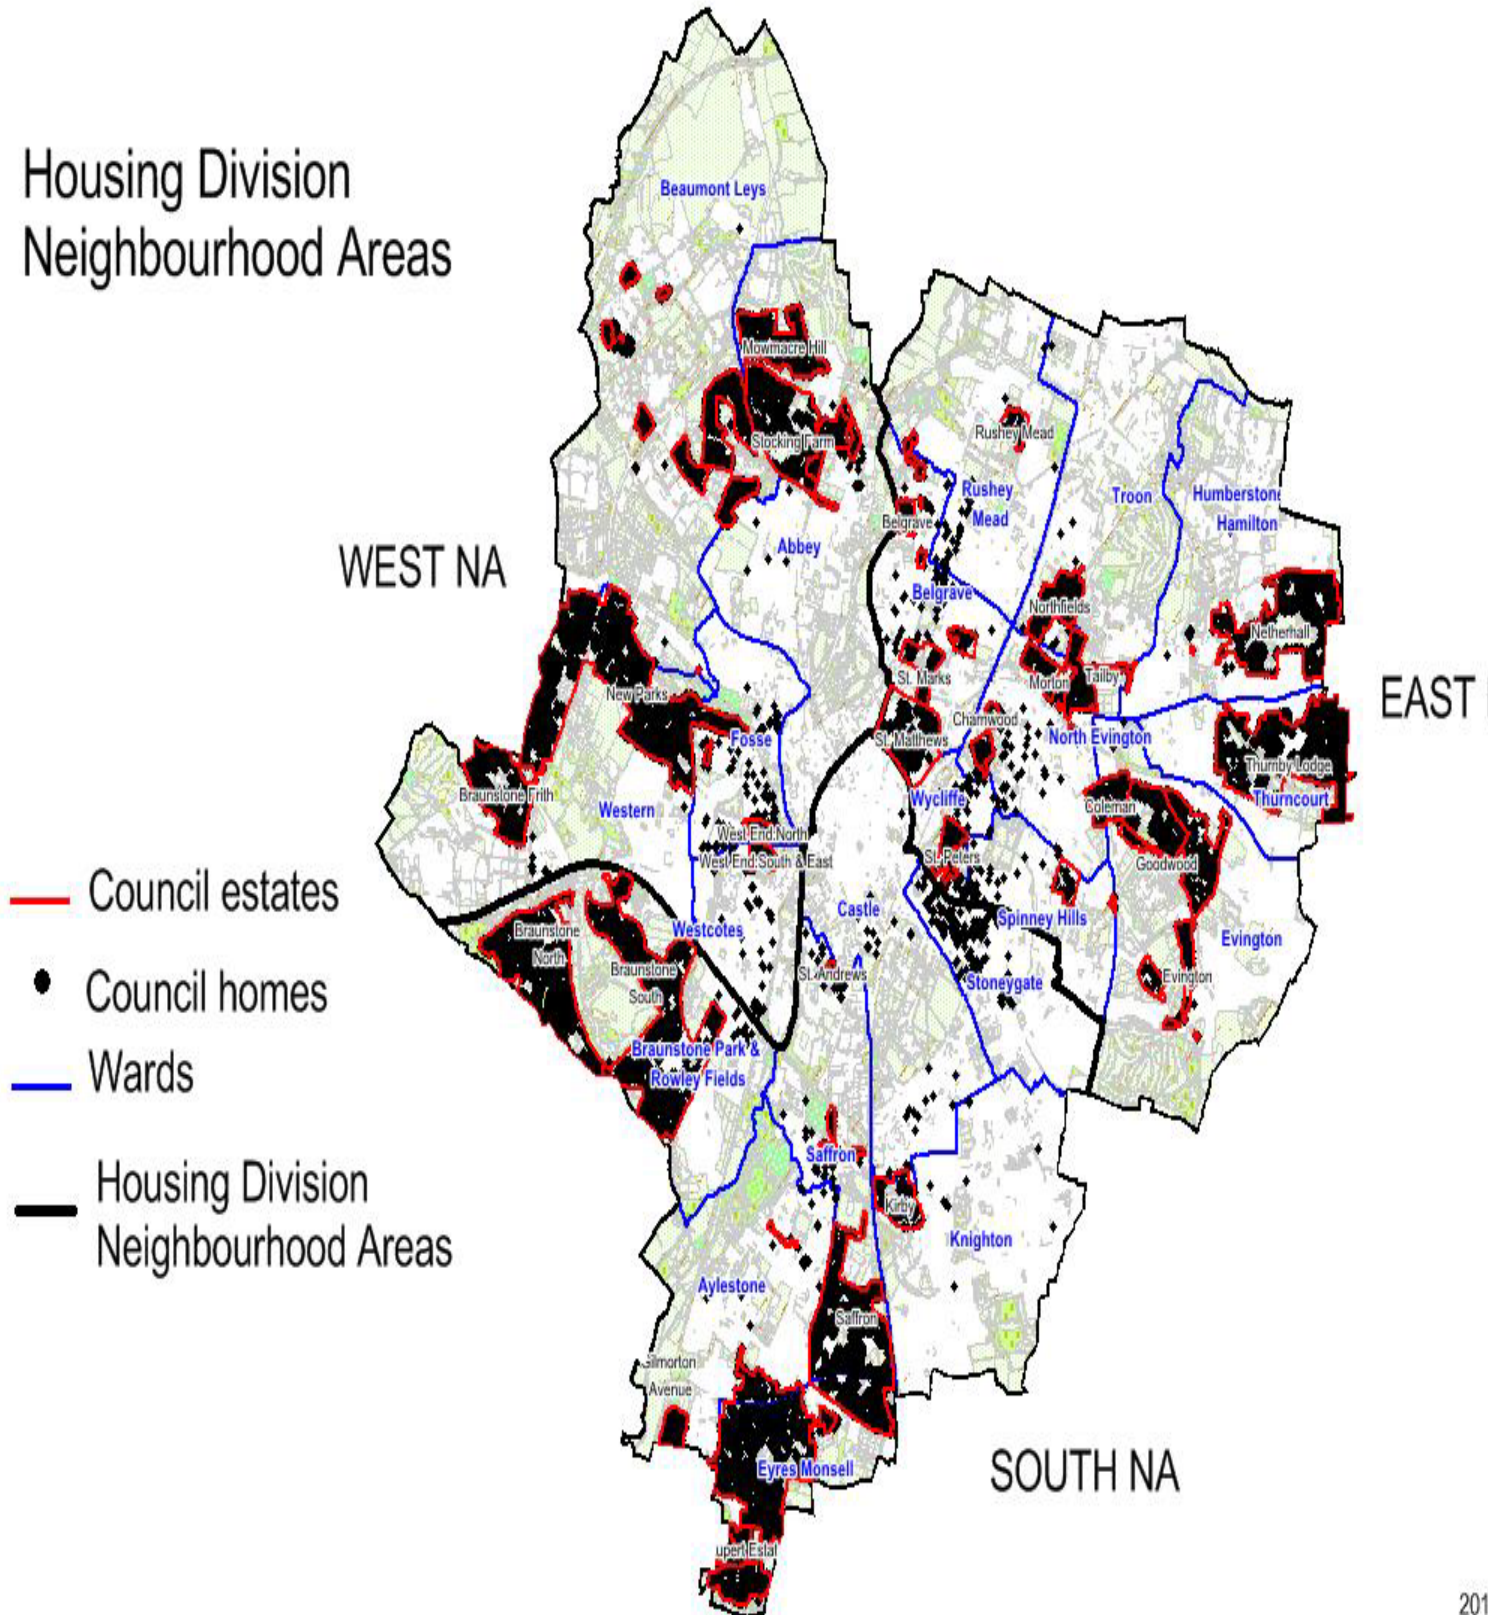 Housing Division
Neighbourhood Areas
Beaumont Leys
Mowmacre Hill
Stocking Farm
Rushey Mead
Rushey
Mead
Troon
Humberstone
Hamilton
Belgrave
Abbey
WEST NA
Belgrave
Northfields
Netherhall
St. Marks
Morton
Tailby
New Parks
EAST
Charnwood
St. Matthews
North Evington
Fosse
Thurnby Lodge
Thurncourt
Braunstone Frith
Western
Wycliffe
Coleman
West End:North
West End:South & East
St. Peters
Goodwood
Council estates
Castle
Spinney Hills
Westcotes
Braunstone
North
Evington
Braunstone
South
St. Andrews
Evington
Stoneygate
Council homes
Braunstone Park &
Rowley Fields
Wards
Saffron
Kirby
Knighton
Housing Division
Neighbourhood Areas
Aylestone
Saffron
Avenue
Eyres Monsell
SOUTH NA
upert Estat
201